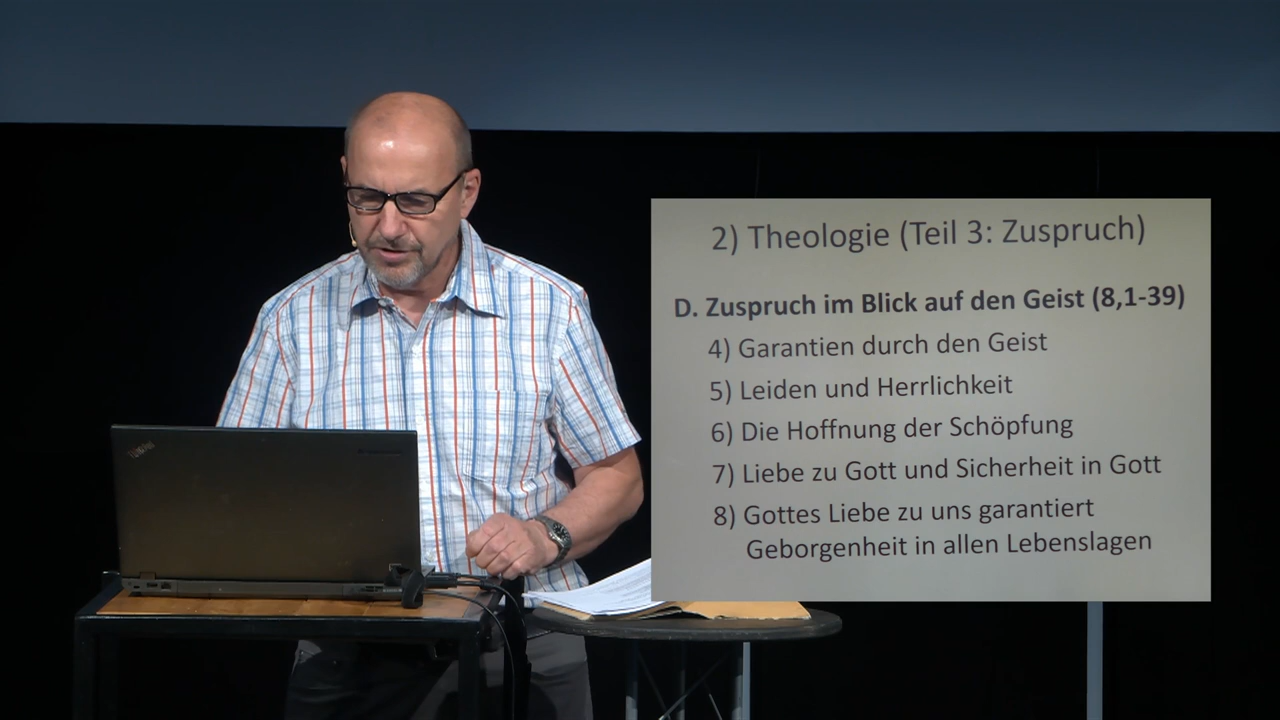 2) Theologie (Teil 3: Zuspruch)
D. Zuspruch im Blick auf den Geist (8,1-39)
4) Garantien durch den Geist
5) Leiden und Herrlichkeit
6) Die Hoffnung der Schöpfung
7) Liebe zu Gott und Sicherheit in Gott
8) Gottes Liebe zu uns garantiert
Geborgenheit in allen Lebenslagen
ThinkPad